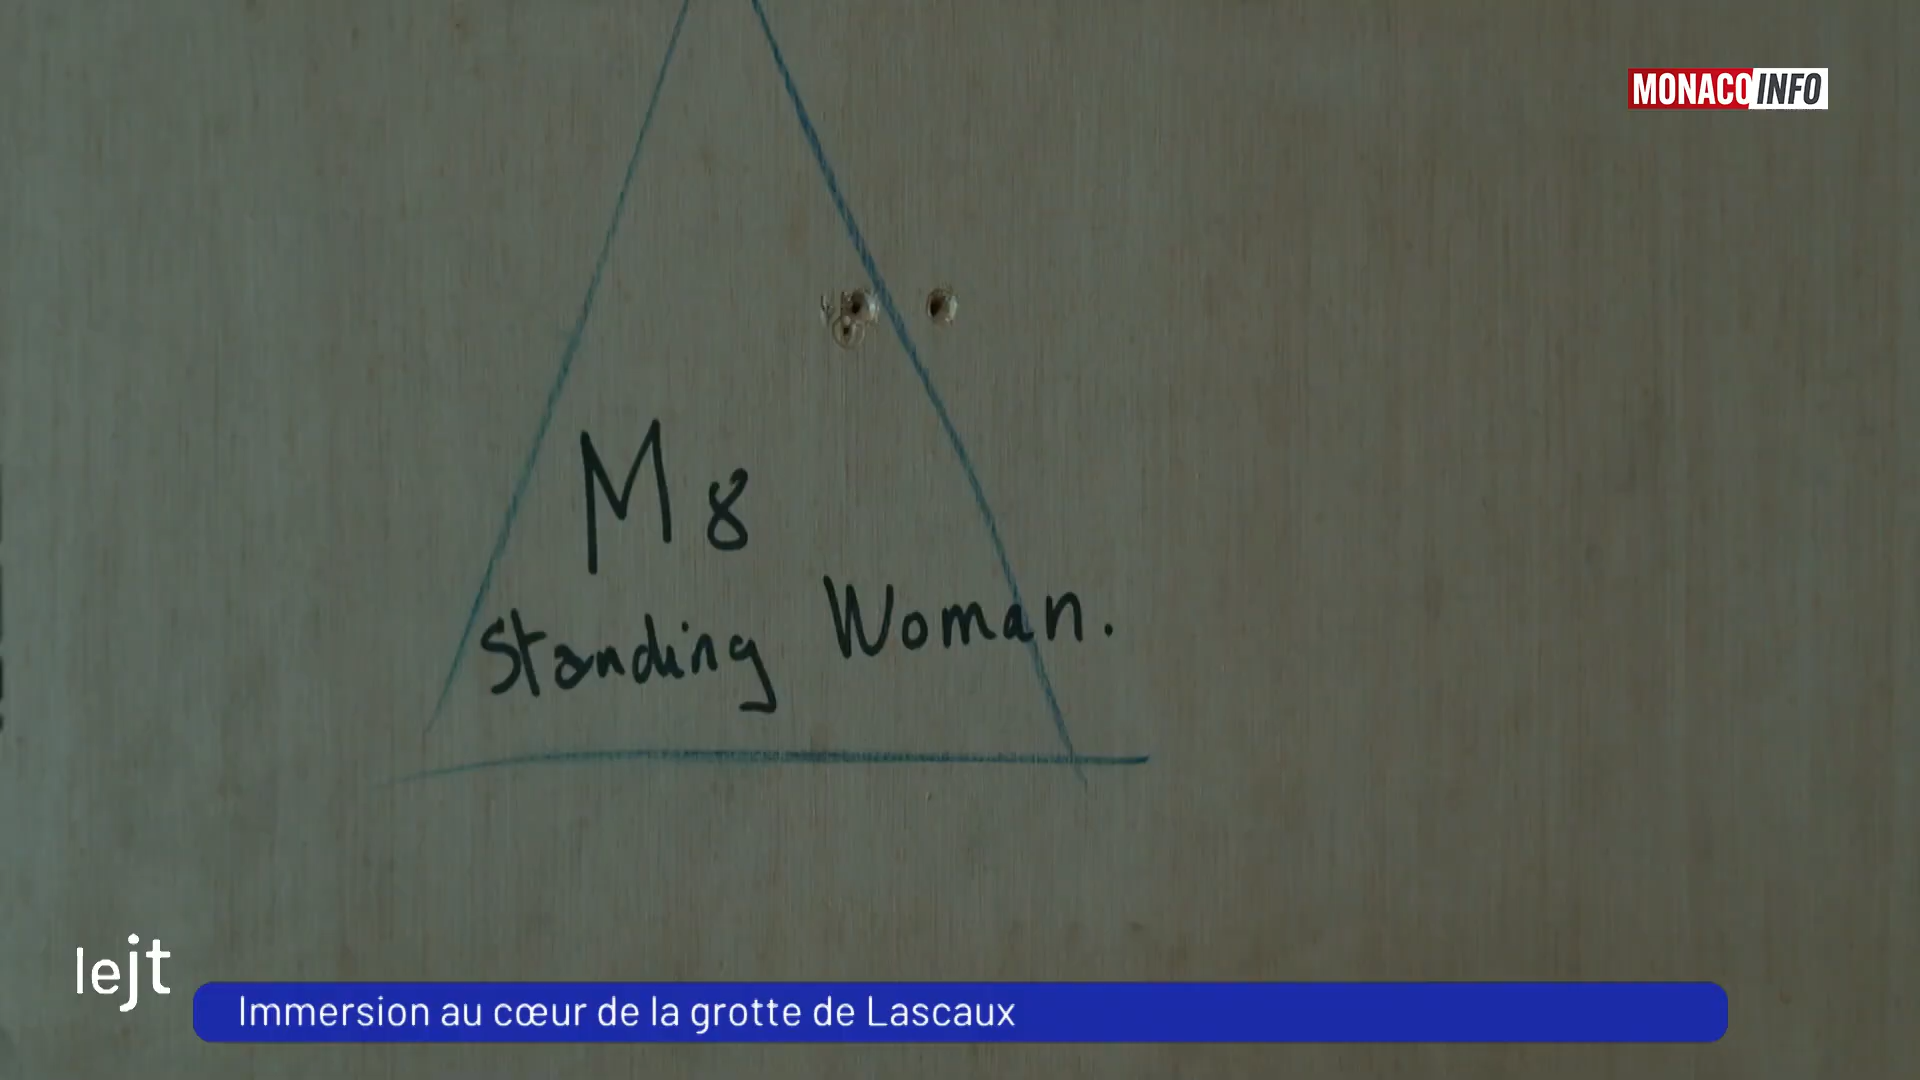 MONACOINFO
M8
Standing Woman.
lejt
Immersion au cœur de la grotte de Lascaux